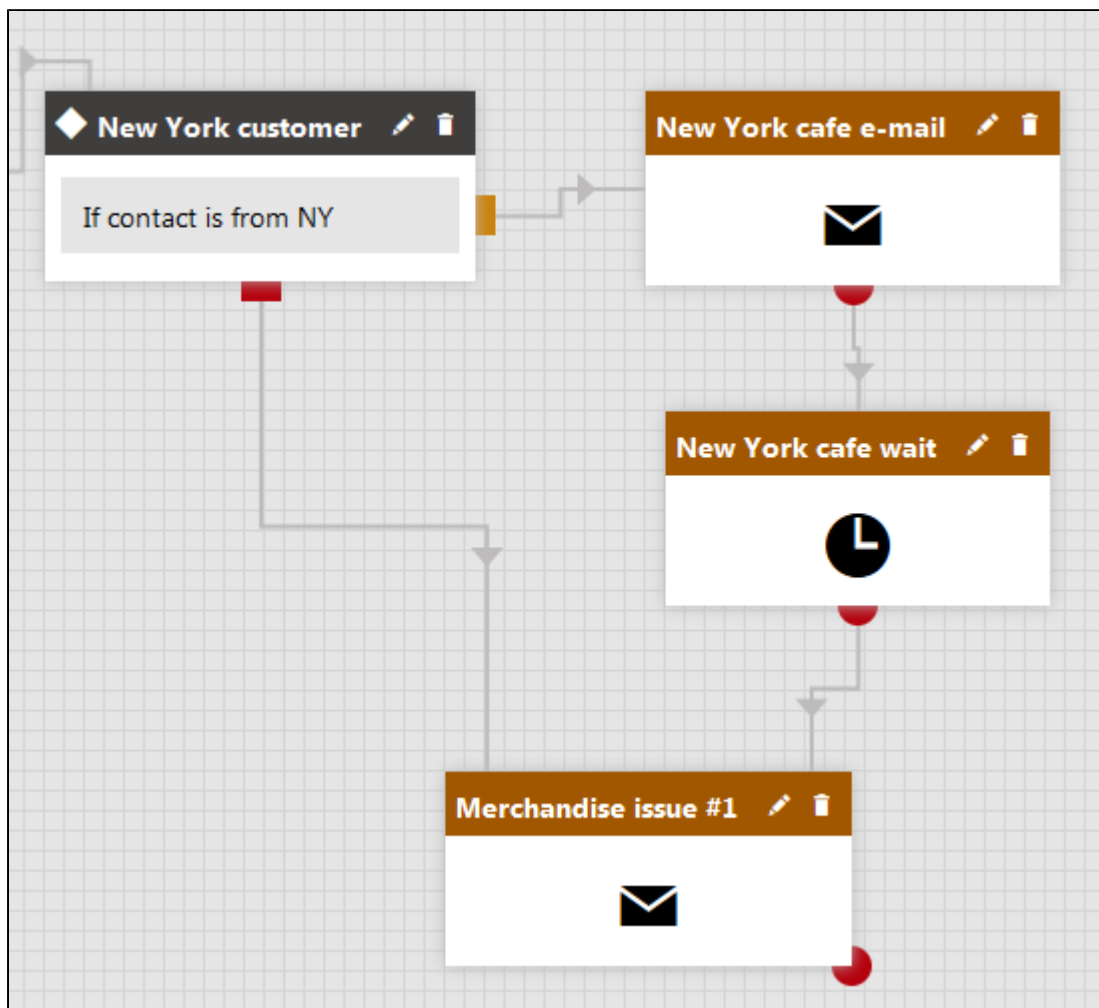 New York customer
If contact is from NY
New York cafe e-mail
New York cafe wait
Merchandise issue #1